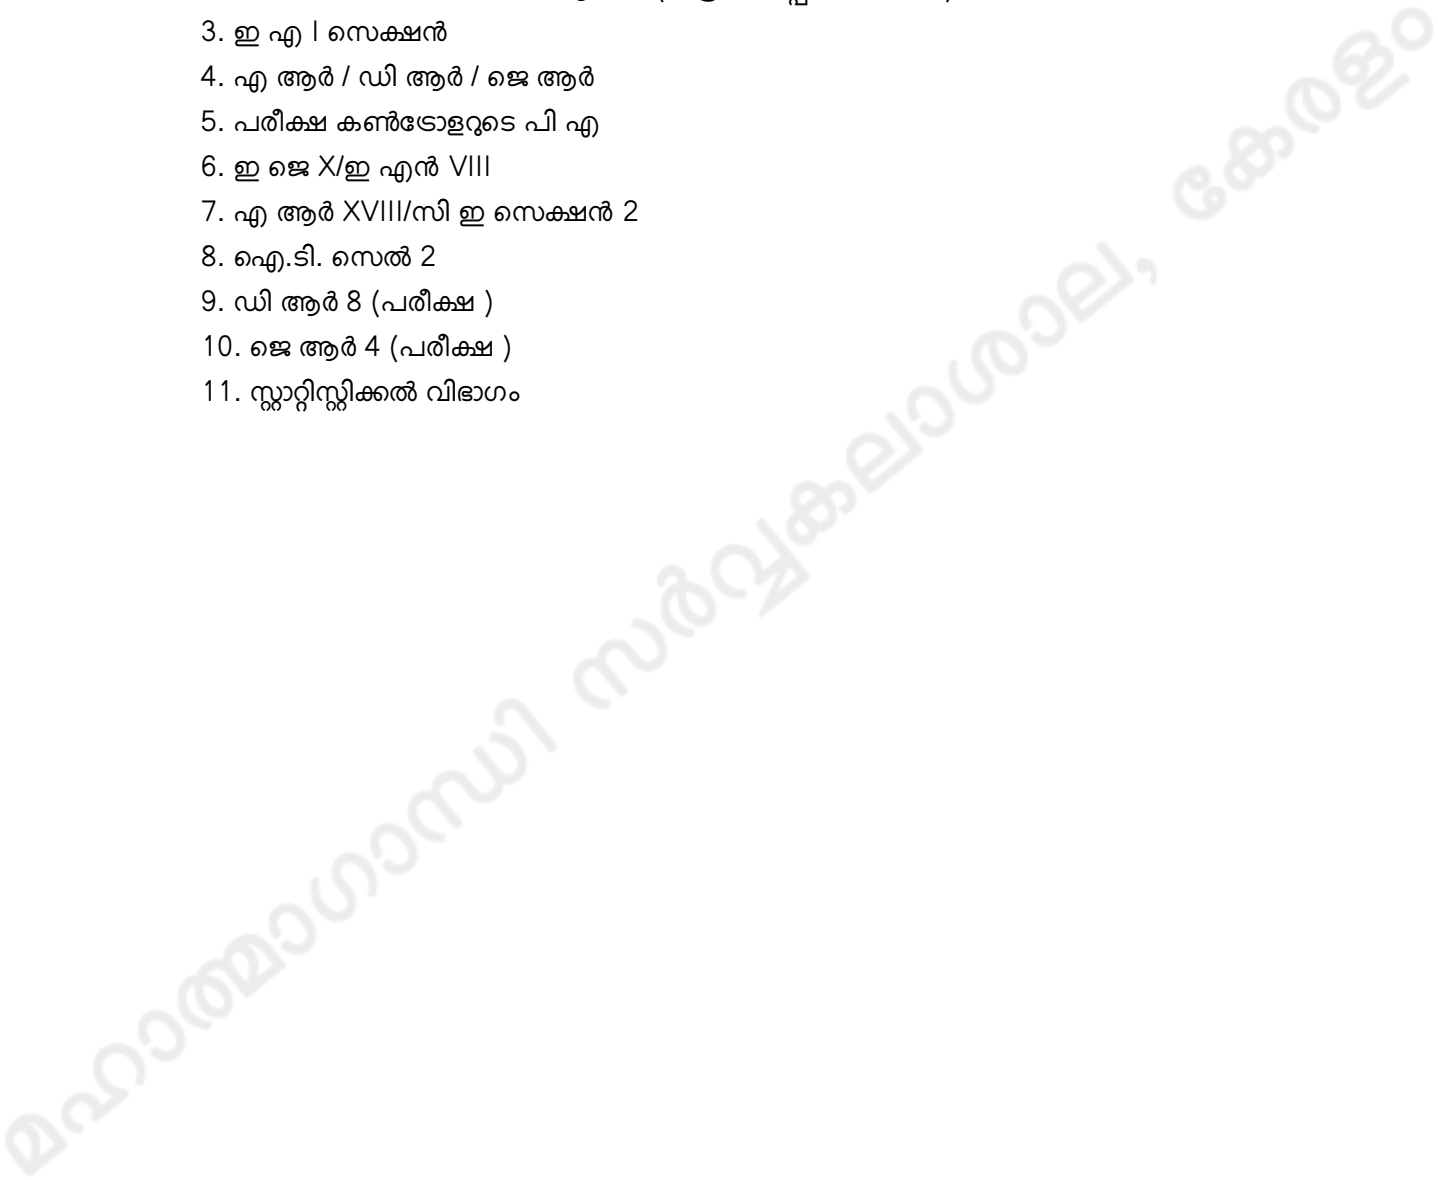 3. ഇ എ I സെക്ഷൻ
4. എ ആർ / ഡി ആർ / ജെ ആർ
5. പരീക്ഷ കൺട്രോളറുടെ പി എ
6. ഇ ജെ X/ഇ എൻ VIII
7. എ ആർ XVIII/സി ഇ സെക്ഷൻ 2
8. ഐ.ടി. സെൽ 2
9. ഡി ആർ 8 (പരീക്ഷ )
10. ജെ ആർ 4 (പരീക്ഷ )
11. സ്റ്റാറ്റിസ്റ്റിക്കൽ വിഭാഗം
മഹാത്മാഗാന്ധി സർവ്വകലാശാല, കേരളം